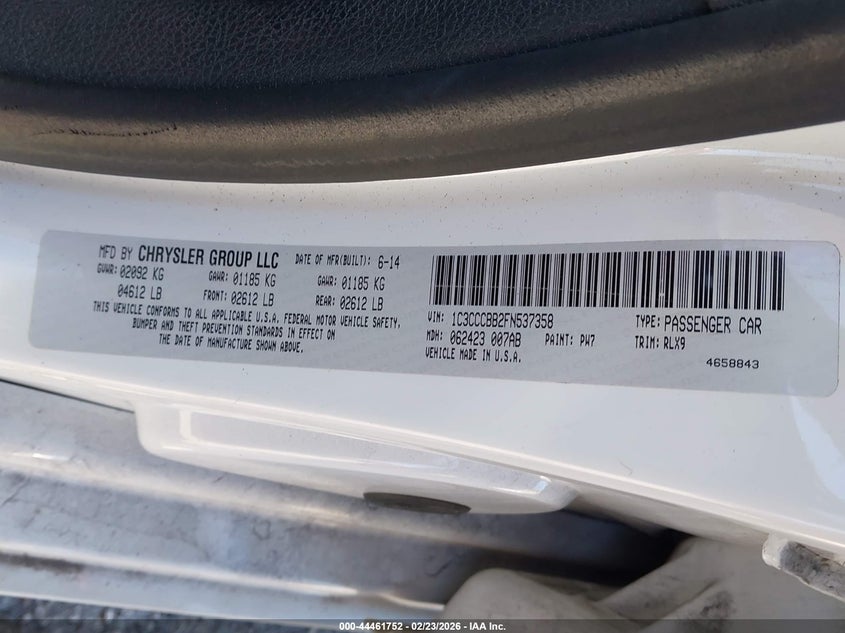 MFD BY CHRYSLER GROUP LLC DATE OF MFR(BUILT): 6-14
GVWR: 02092 KG GAWR: 01185 KG GAWR: 01185 KG
04612 LB FRONT: 02612 LB REAR: 02612 LB
THIS VEHICLE CONFORMS TO ALL APPLICABLE U.S.A. FEDERAL MOTOR VEHICLE SAFETY,
BUMPER AND THEFT PREVENTION STANDARDS IN EFFECT ON
THE DATE OF MANUFACTURE SHOWN ABOVE.
VIN: 1C3CCCBB2FN537358 TYPE: PASSENGER CAR
MDH: 062423 007AB PAINT: PW7 TRIM: RLX9
VEHICLE MADE IN U.S.A.
4658843
000-44461752 - 02/23/2026 - IAA Inc.